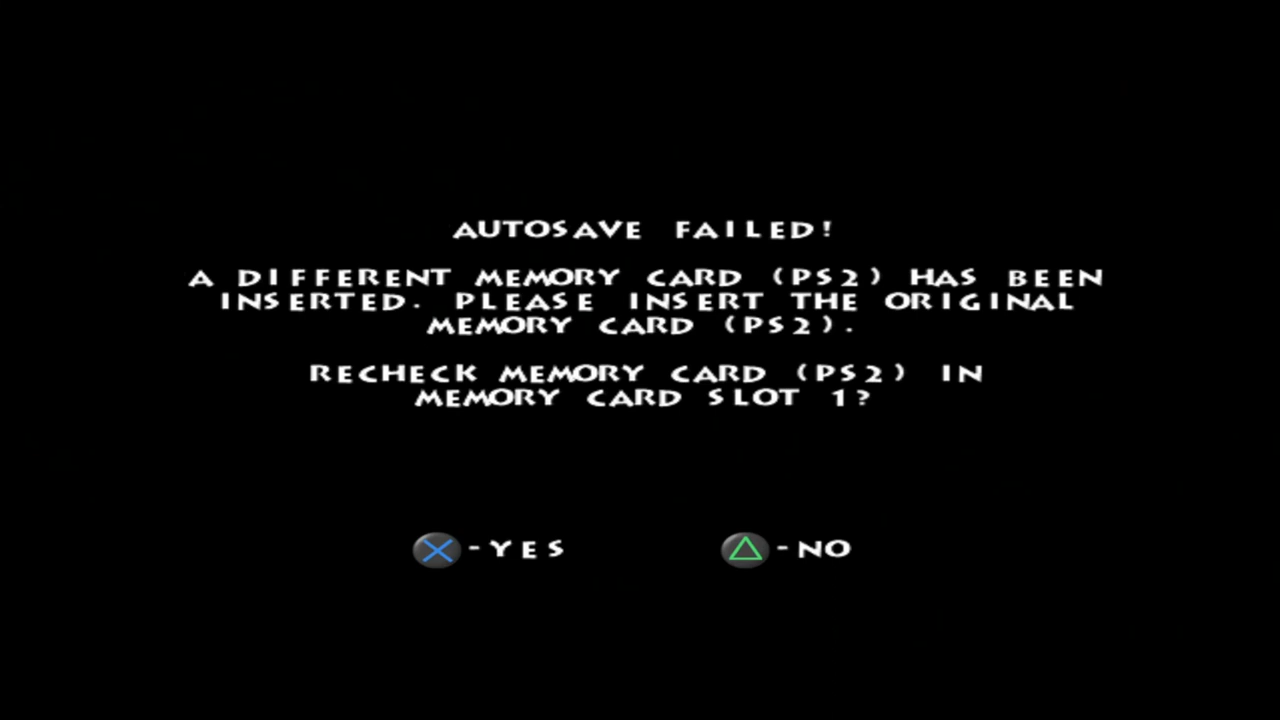 AUTOSAVE FAILED!
A DIFFERENT MEMORY CARD (PS2) HAS BEEN
INSERTED. PLEASE INSERT THE ORIGINAL
MEMORY CARD (PS2).
RECHECK MEMORY CARD (PS2) IN
MEMORY CARD SLOT 1?
-YES -NO